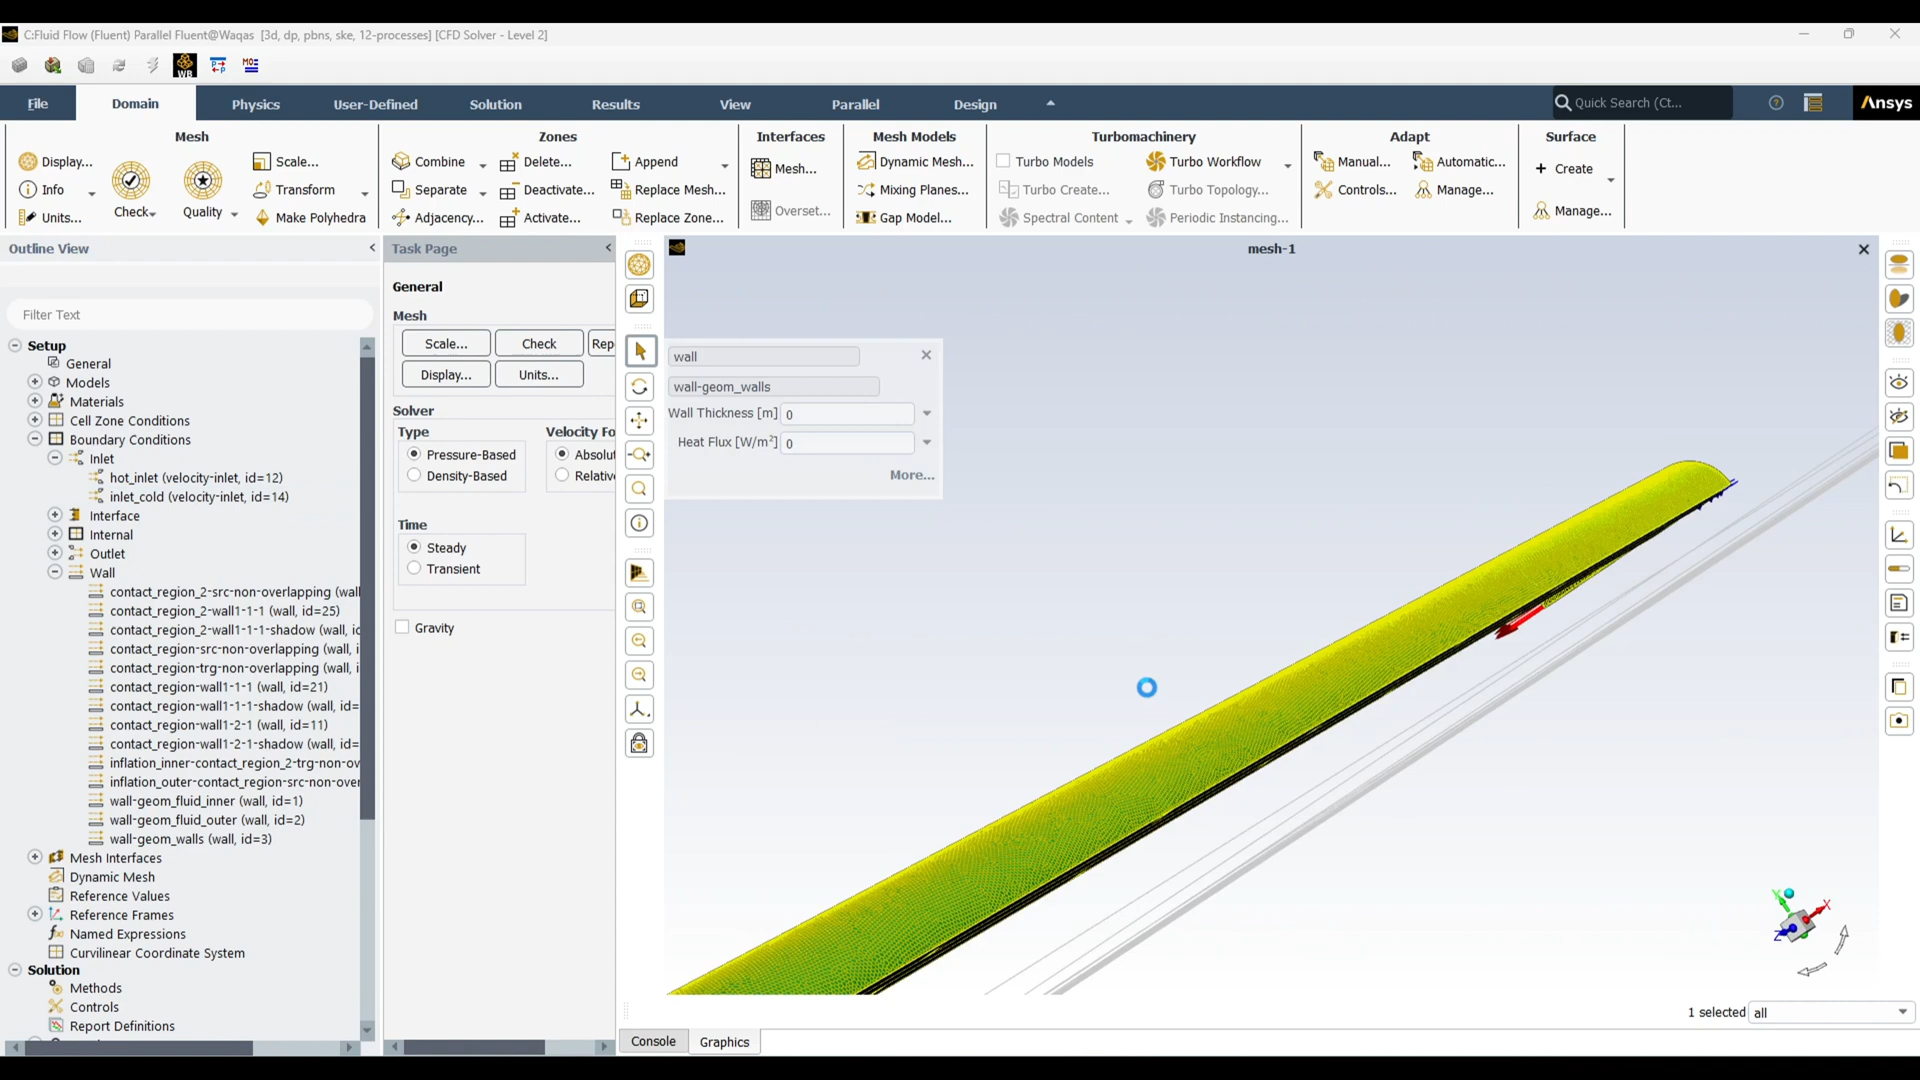 C:Fluid Flow (Fluent) Parallel Fluent@Waqas [3d, dp, pbns, ske, 12-processes] [CFD Solver - Level 2]
WB
File Domain Physics User-Defined Solution Results View Parallel Design Quick Search (Ct... Ansys
Mesh Zones Interfaces Mesh Models Turbomachinery Adapt Surface
Display... Scale... Combine Delete... Append Mesh... Dynamic Mesh... Turbo Models Turbo Workflow Manual... Automatic... Create
Info Check Quality Transform Separate Deactivate... Replace Mesh... Mixing Planes... Turbo Create... Turbo Topology... Controls... Manage...
Units... Make Polyhedra Adjacency... Activate... Replace Zone... Overset... Gap Model... Spectral Content Periodic Instancing... Manage...
Outline View
Filter Text
Setup
General
Models
Materials
Cell Zone Conditions
Boundary Conditions
Inlet
hot_inlet (velocity-inlet, id=12)
inlet_cold (velocity-inlet, id=14)
Interface
Internal
Outlet
Wall
contact_region_2-src-non-overlapping (wall
contact_region_2-wall1-1-1 (wall, id=25)
contact_region_2-wall1-1-1-shadow (wall, id
contact_region-src-non-overlapping (wall, i
contact_region-trg-non-overlapping (wall, i
contact_region-wall1-1-1 (wall, id=21)
contact_region-wall1-1-1-shadow (wall, id=
contact_region-wall1-2-1 (wall, id=11)
contact_region-wall1-2-1-shadow (wall, id=
inflation_inner-contact_region_2-trg-non-ov
inflation_outer-contact_region-src-non-over
wall-geom_fluid_inner (wall, id=1)
wall-geom_fluid_outer (wall, id=2)
wall-geom_walls (wall, id=3)
Mesh Interfaces
Dynamic Mesh
Reference Values
Reference Frames
Named Expressions
Curvilinear Coordinate System
Solution
Methods
Controls
Report Definitions
Task Page
General
Mesh
Scale... Check Rep
Display... Units...
Solver
Type Velocity Fo
Pressure-Based Absolut
Density-Based Relative
Time
Steady
Transient
Gravity
mesh-1
wall
wall-geom_walls
Wall Thickness [m] 0
Heat Flux [W/m²] 0
More...
Y
X
Z
1 selected all
Console Graphics